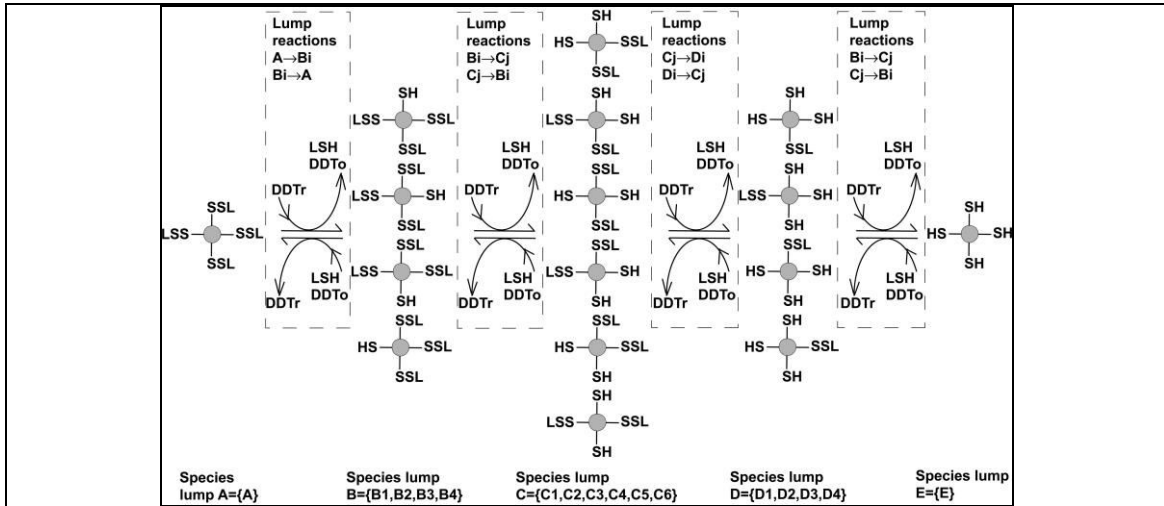 Lump
reactions
A→Bi
Bi→A
Lump
reactions
Bi→Cj
Cj→Bi
Lump
reactions
Cj→Di
Di→Cj
Lump
reactions
Bi→Cj
Cj→Bi
SSL
LSS SSL
SSL
LSH
DDTo
DDTr
DDTr
LSH
DDTo
SH
LSS SSL
SSL
SSL
LSS SH
SSL
SSL
LSS SSL
SH
SSL
HS SSL
SSL
LSH
DDTo
DDTr
DDTr
LSH
DDTo
SH
HS SSL
SSL
SH
LSS SH
SSL
SSL
HS SH
SSL
SSL
LSS SH
SH
SSL
HS SSL
SH
SH
LSS SSL
SH
LSH
DDTo
DDTr
DDTr
LSH
DDTo
SH
HS SH
SSL
SH
LSS SH
SH
SSL
HS SH
SH
SH
HS SSL
SH
LSH
DDTo
DDTr
DDTr
LSH
DDTo
SH
HS SH
SH
Species
lump A={A}
Species lump
B={B1,B2,B3,B4}
Species lump
C={C1,C2,C3,C4,C5,C6}
Species lump
D={D1,D2,D3,D4}
Species lump
E={E}